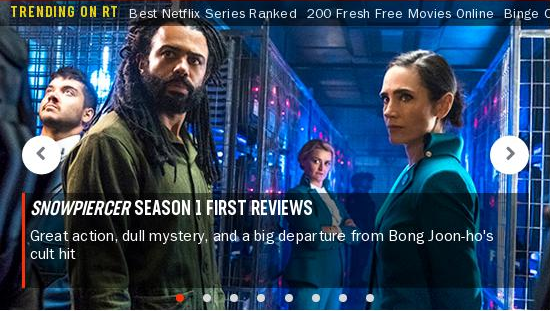 TRENDING ON RT Best Netflix Series Ranked 200 Fresh Free Movies Online Binge
SNOWPIERCER SEASON 1 FIRST REVIEWS
Great action, dull mystery, and a big departure from Bong Joon-ho's
cult hit